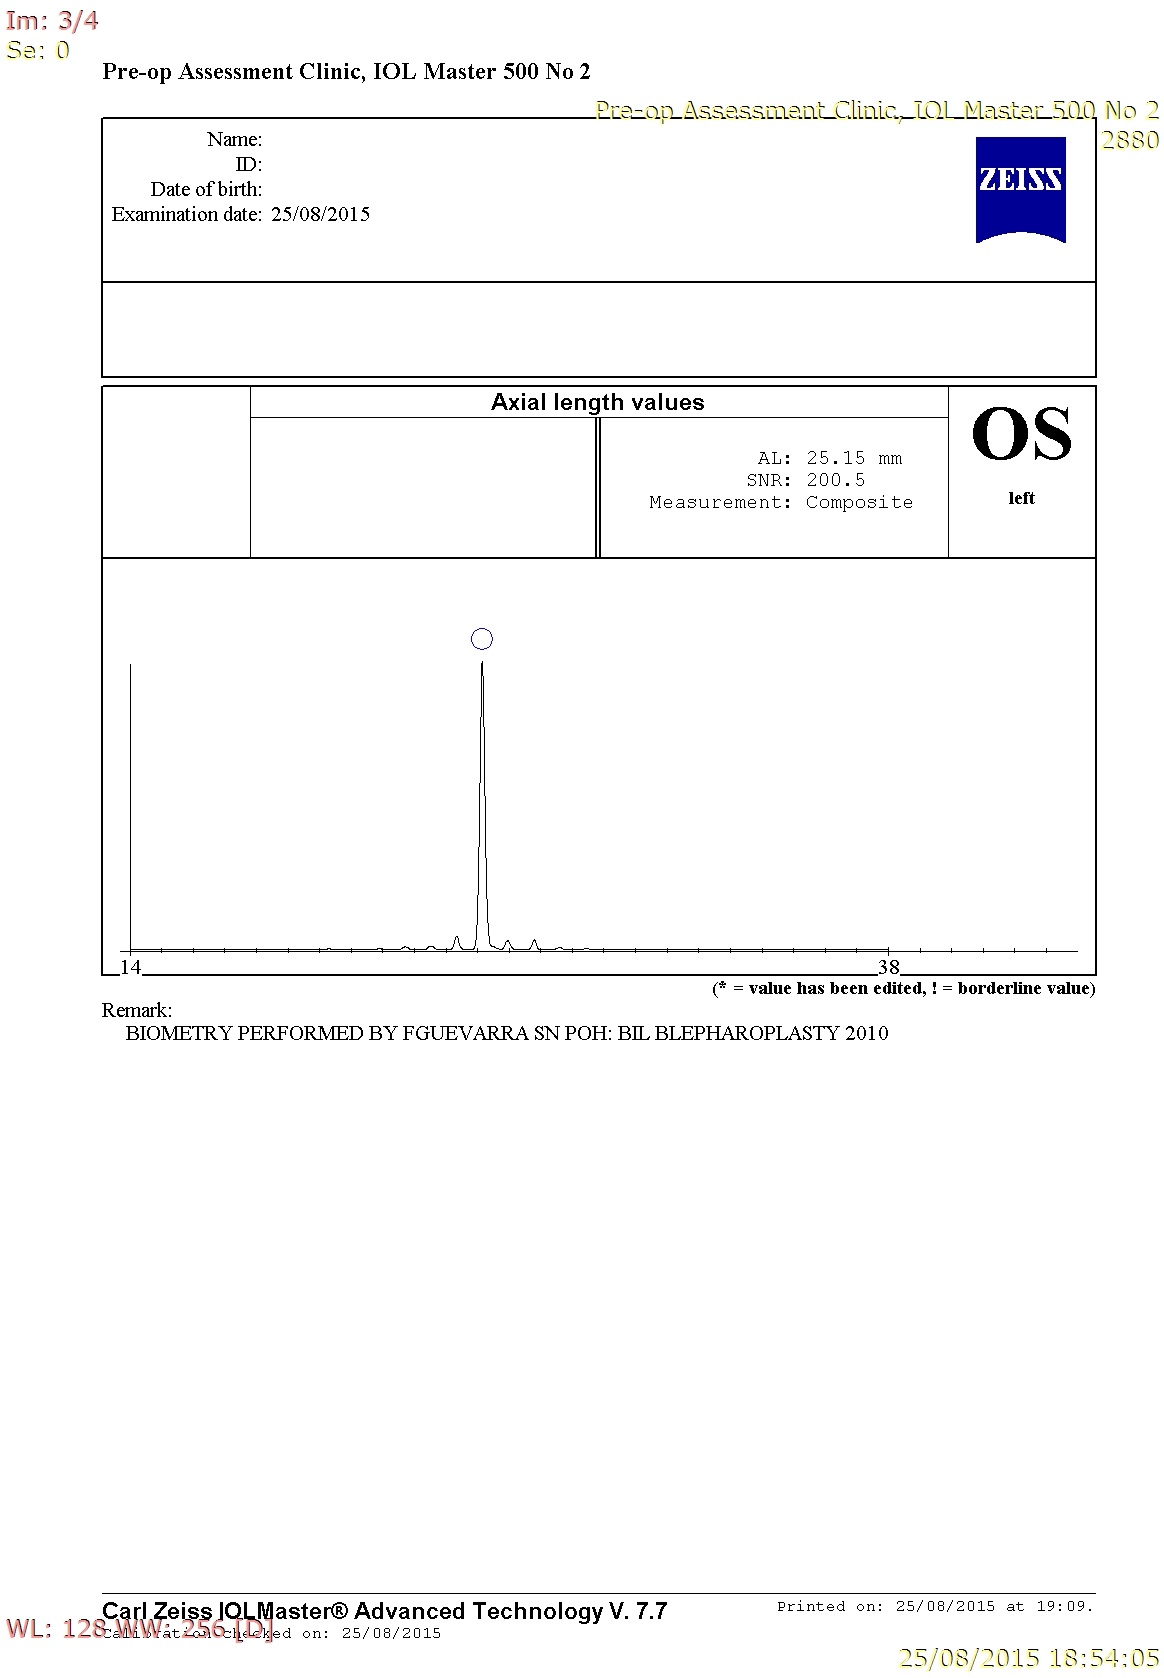 Im: 3/4
Se: 0
Pre-op Assessment Clinic, IOL Master 500 No 2
Pre-op Assessment Clinic, IOL Master 500 No 2
2880
Name:
ID:
Date of birth:
Examination date: 25/08/2015
ZEISS
Axial length values
AL: 25.15 mm
SNR: 200.5
Measurement: Composite
OS
left
14
38
(* = value has been edited, ! = borderline value)
Remark:
BIOMETRY PERFORMED BY FGUEVARRA SN POH: BIL BLEPHAROPLASTY 2010
Carl Zeiss IOLMaster® Advanced Technology V. 7.7
Printed on: 25/08/2015 at 19:09.
WL: 128 WW: 256 [D]
Calibration checked on: 25/08/2015
25/08/2015 18:54:05